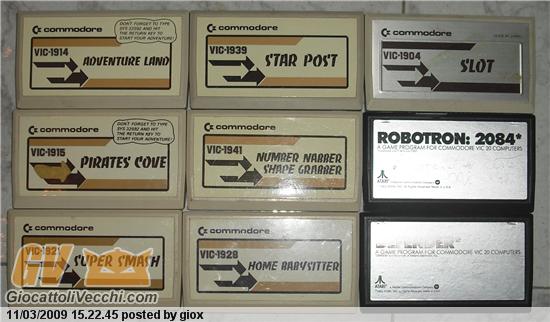 DON'T FORGET TO TYPE
SYS 32592 AND HIT
THE RETURN KEY TO
START YOUR ADVENTURE!
commodore
VIC-1914
ADVENTURE LAND
commodore
VIC-1939
STAR POST
commodore
VIC-1904
SLOT
DON'T FORGET TO TYPE
SYS 32592 AND HIT
THE RETURN KEY TO
START YOUR ADVENTURE!
commodore
VIC-1915
PIRATES COVE
commodore
VIC-1941
NUMBER NABBER
SHAPE GRABBER
ROBOTRON: 2084*
A GAME PROGRAM FOR COMMODORE VIC 20 COMPUTERS
ATARI
commodore
SUPER SMASH
commodore
VIC-1928
HOME BABYSITTER
DEFENDER
A GAME PROGRAM FOR COMMODORE VIC 20 COMPUTERS
ATARI
GiocattoliVecchi.com
11/03/2009 15.22.45 posted by giox